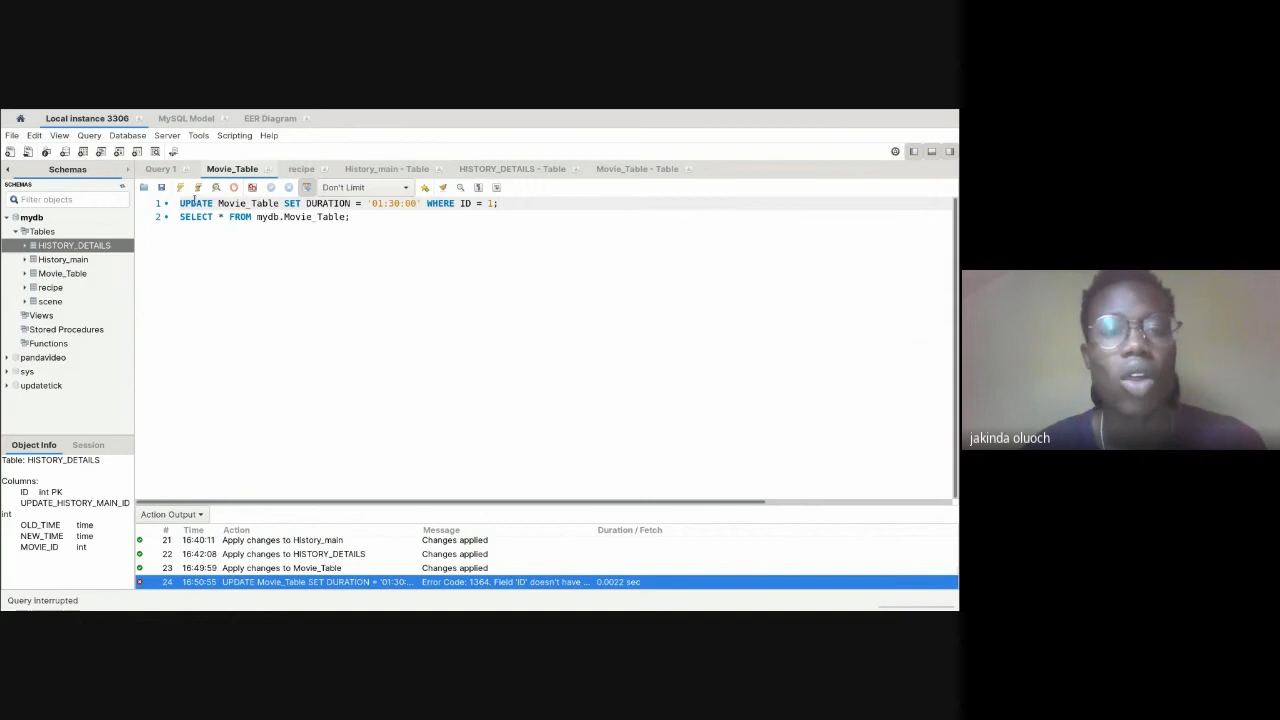 Local instance 3306 MySQL Model EER Diagram
File Edit View Query Database Server Tools Scripting Help
Schemas
Query 1 Movie_Table recipe History_main - Table HISTORY_DETAILS - Table Movie_Table - Table
SCHEMAS
Don't Limit
Filter objects
1 UPDATE Movie_Table SET DURATION = '01:30:00' WHERE ID = 1;
2 SELECT * FROM mydb.Movie_Table;
mydb
Tables
HISTORY_DETAILS
History_main
Movie_Table
recipe
scene
Views
Stored Procedures
Functions
pandavideo
sys
updatetick
Object Info Session
Table: HISTORY_DETAILS
Columns:
ID int PK
UPDATE_HISTORY_MAIN_ID
int
OLD_TIME time
NEW_TIME time
MOVIE_ID int
Action Output
# Time Action Message Duration / Fetch
21 16:40:11 Apply changes to History_main Changes applied
22 16:42:08 Apply changes to HISTORY_DETAILS Changes applied
23 16:49:59 Apply changes to Movie_Table Changes applied
24 16:50:55 UPDATE Movie_Table SET DURATION = '01:30:... Error Code: 1364. Field 'ID' doesn't have ... 0.0022 sec
Query interrupted
jakinda oluoch